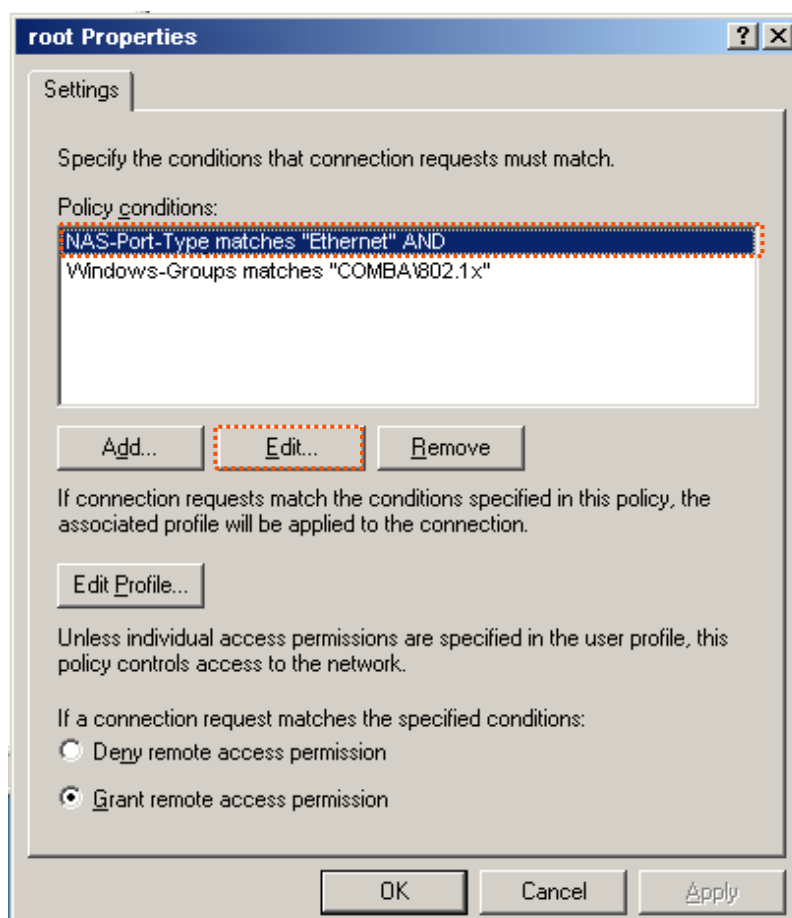 root Properties
Settings
Specify the conditions that connection requests must match.
Policy conditions:
NAS-Port-Type matches "Ethernet" AND
Windows-Groups matches "COMBA\802.1x"
Add... Edit... Remove
If connection requests match the conditions specified in this policy, the
associated profile will be applied to the connection.
Edit Profile...
Unless individual access permissions are specified in the user profile, this
policy controls access to the network.
If a connection request matches the specified conditions:
Deny remote access permission
Grant remote access permission
OK Cancel Apply